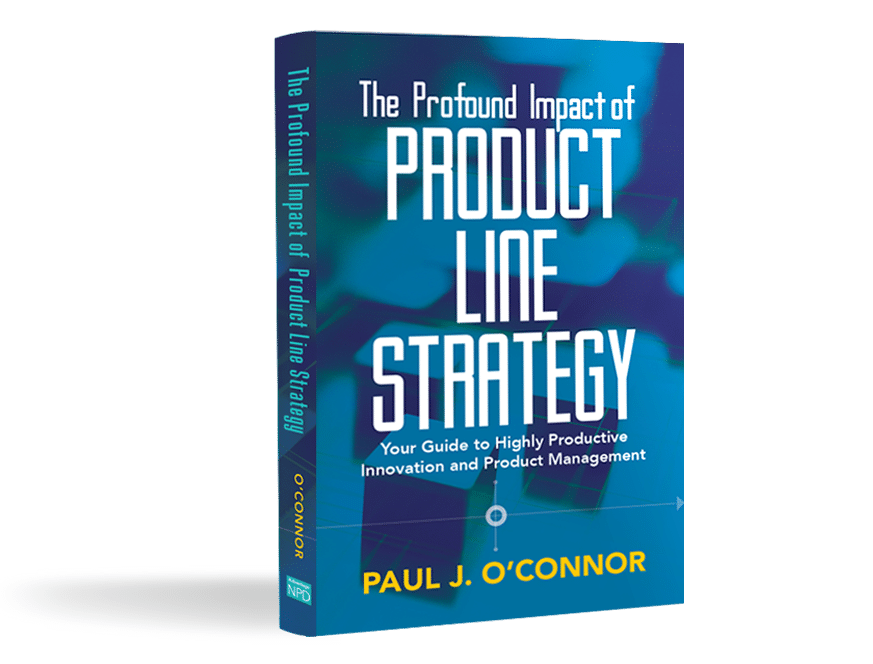 The Profound Impact of Product Line Strategy
O'CONNOR
Advantage
NPD
The Profound Impact of
PRODUCT
LINE
STRATEGY
Your Guide to Highly Productive
Innovation and Product Management
PAUL J. O'CONNOR